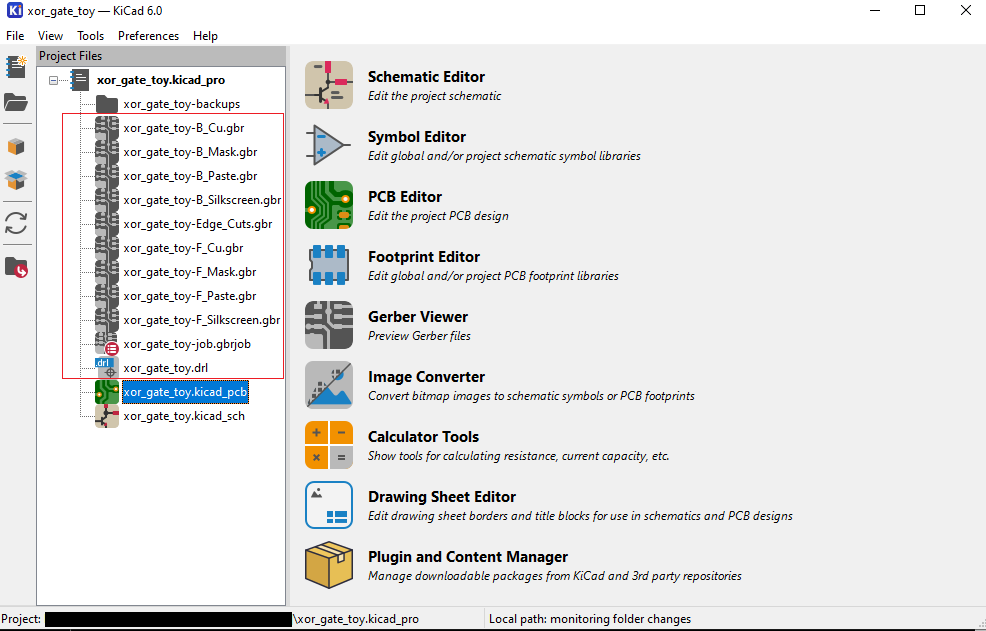 xor_gate_toy — KiCad 6.0
File View Tools Preferences Help
Project Files
xor_gate_toy.kicad_pro
xor_gate_toy-backups
xor_gate_toy-B_Cu.gbr
xor_gate_toy-B_Mask.gbr
xor_gate_toy-B_Paste.gbr
xor_gate_toy-B_Silkscreen.gbr
xor_gate_toy-Edge_Cuts.gbr
xor_gate_toy-F_Cu.gbr
xor_gate_toy-F_Mask.gbr
xor_gate_toy-F_Paste.gbr
xor_gate_toy-F_Silkscreen.gbr
xor_gate_toy-job.gbrjob
drl
xor_gate_toy.drl
xor_gate_toy.kicad_pcb
xor_gate_toy.kicad_sch
Schematic Editor
Edit the project schematic
Symbol Editor
Edit global and/or project schematic symbol libraries
PCB Editor
Edit the project PCB design
Footprint Editor
Edit global and/or project PCB footprint libraries
Gerber Viewer
Preview Gerber files
Image Converter
Convert bitmap images to schematic symbols or PCB footprints
Calculator Tools
Show tools for calculating resistance, current capacity, etc.
Drawing Sheet Editor
Edit drawing sheet borders and title blocks for use in schematics and PCB designs
Plugin and Content Manager
Manage downloadable packages from KiCad and 3rd party repositories
Project: \xor_gate_toy.kicad_pro
Local path: monitoring folder changes